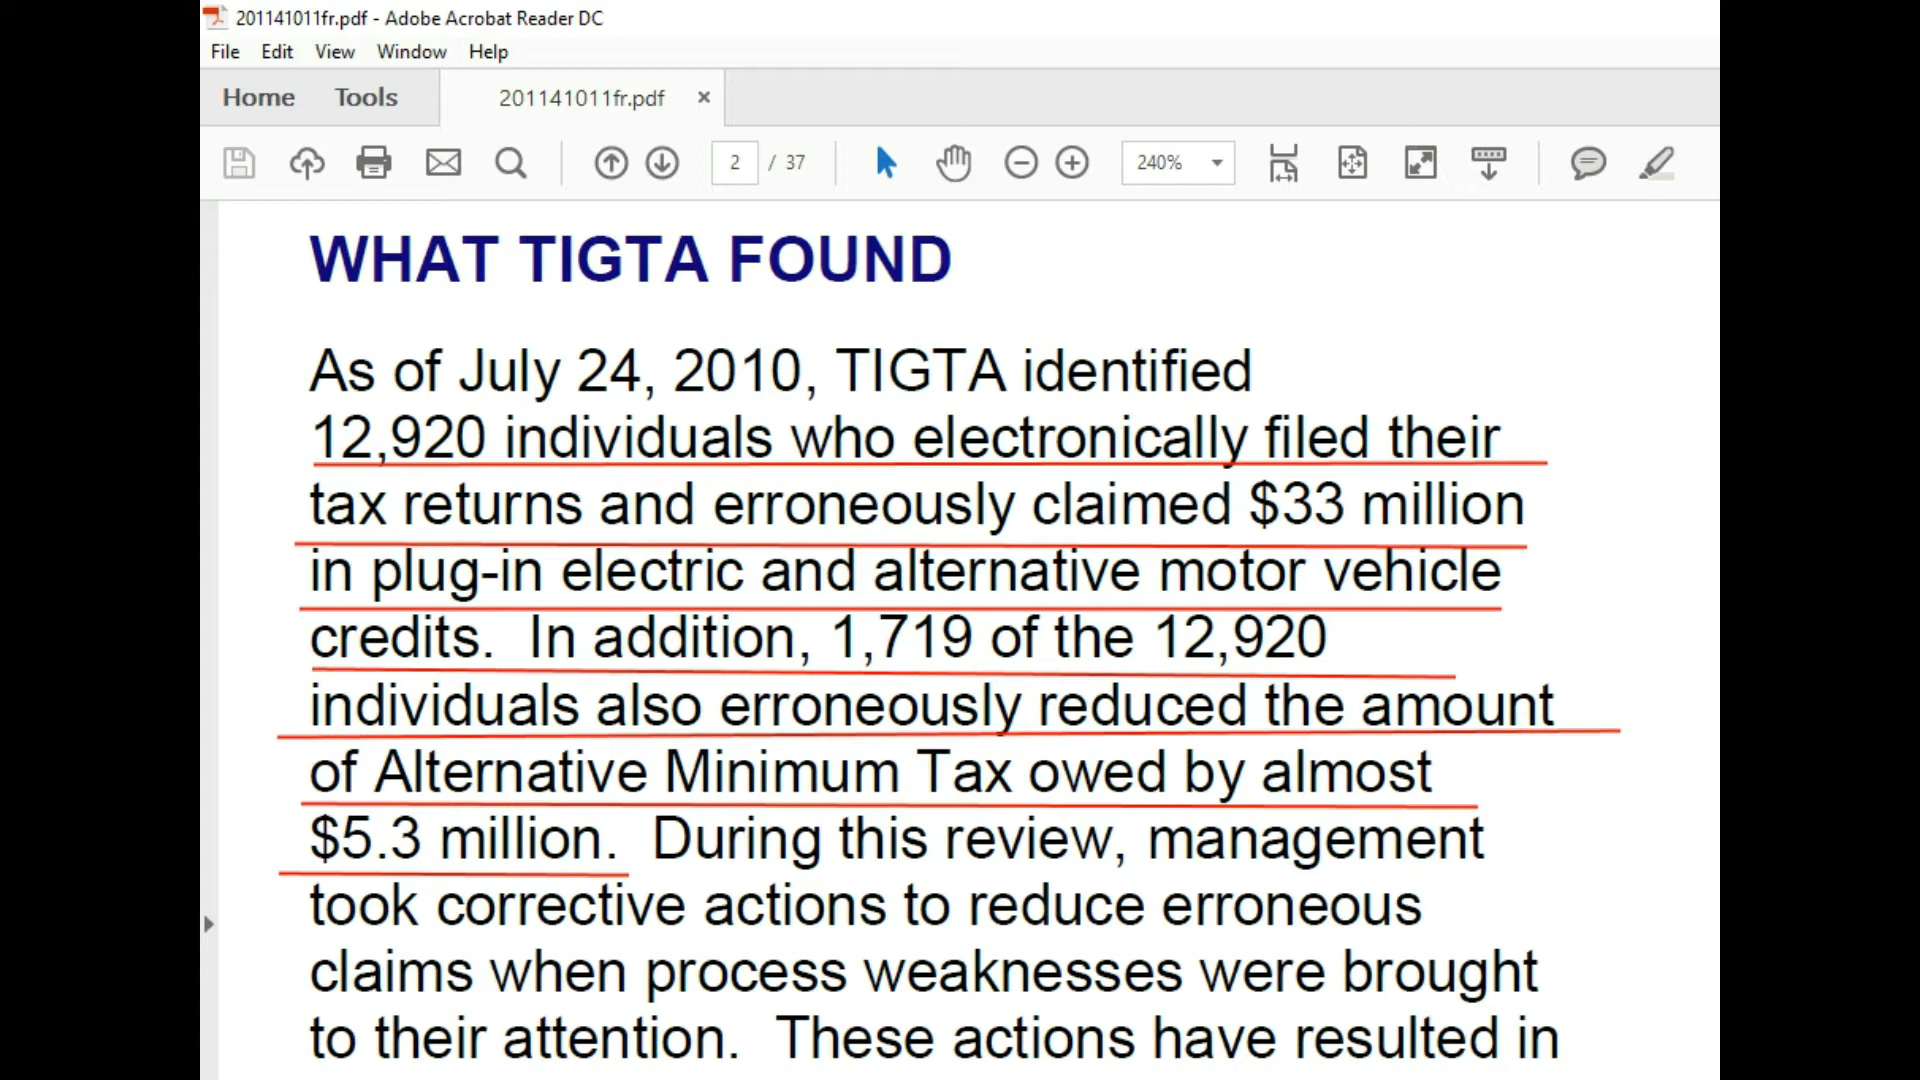 201141011fr.pdf - Adobe Acrobat Reader DC
File Edit View Window Help
Home Tools 201141011fr.pdf ×
2 / 37 240%
WHAT TIGTA FOUND
As of July 24, 2010, TIGTA identified
12,920 individuals who electronically filed their
tax returns and erroneously claimed $33 million
in plug-in electric and alternative motor vehicle
credits. In addition, 1,719 of the 12,920
individuals also erroneously reduced the amount
of Alternative Minimum Tax owed by almost
$5.3 million. During this review, management
took corrective actions to reduce erroneous
claims when process weaknesses were brought
to their attention. These actions have resulted in